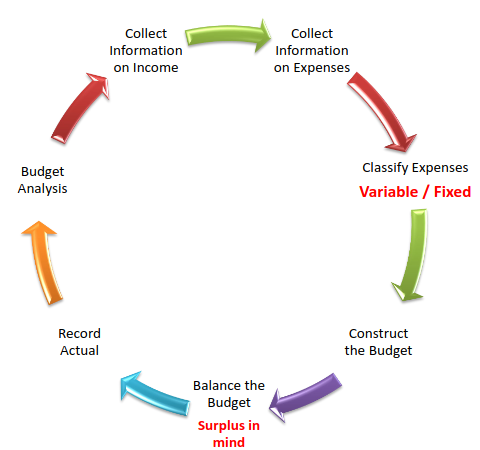 Collect
Information
on Income
Collect
Information
on Expenses
Classify Expenses
Variable / Fixed
Construct
the Budget
Balance the
Budget
Surplus in
mind
Record
Actual
Budget
Analysis